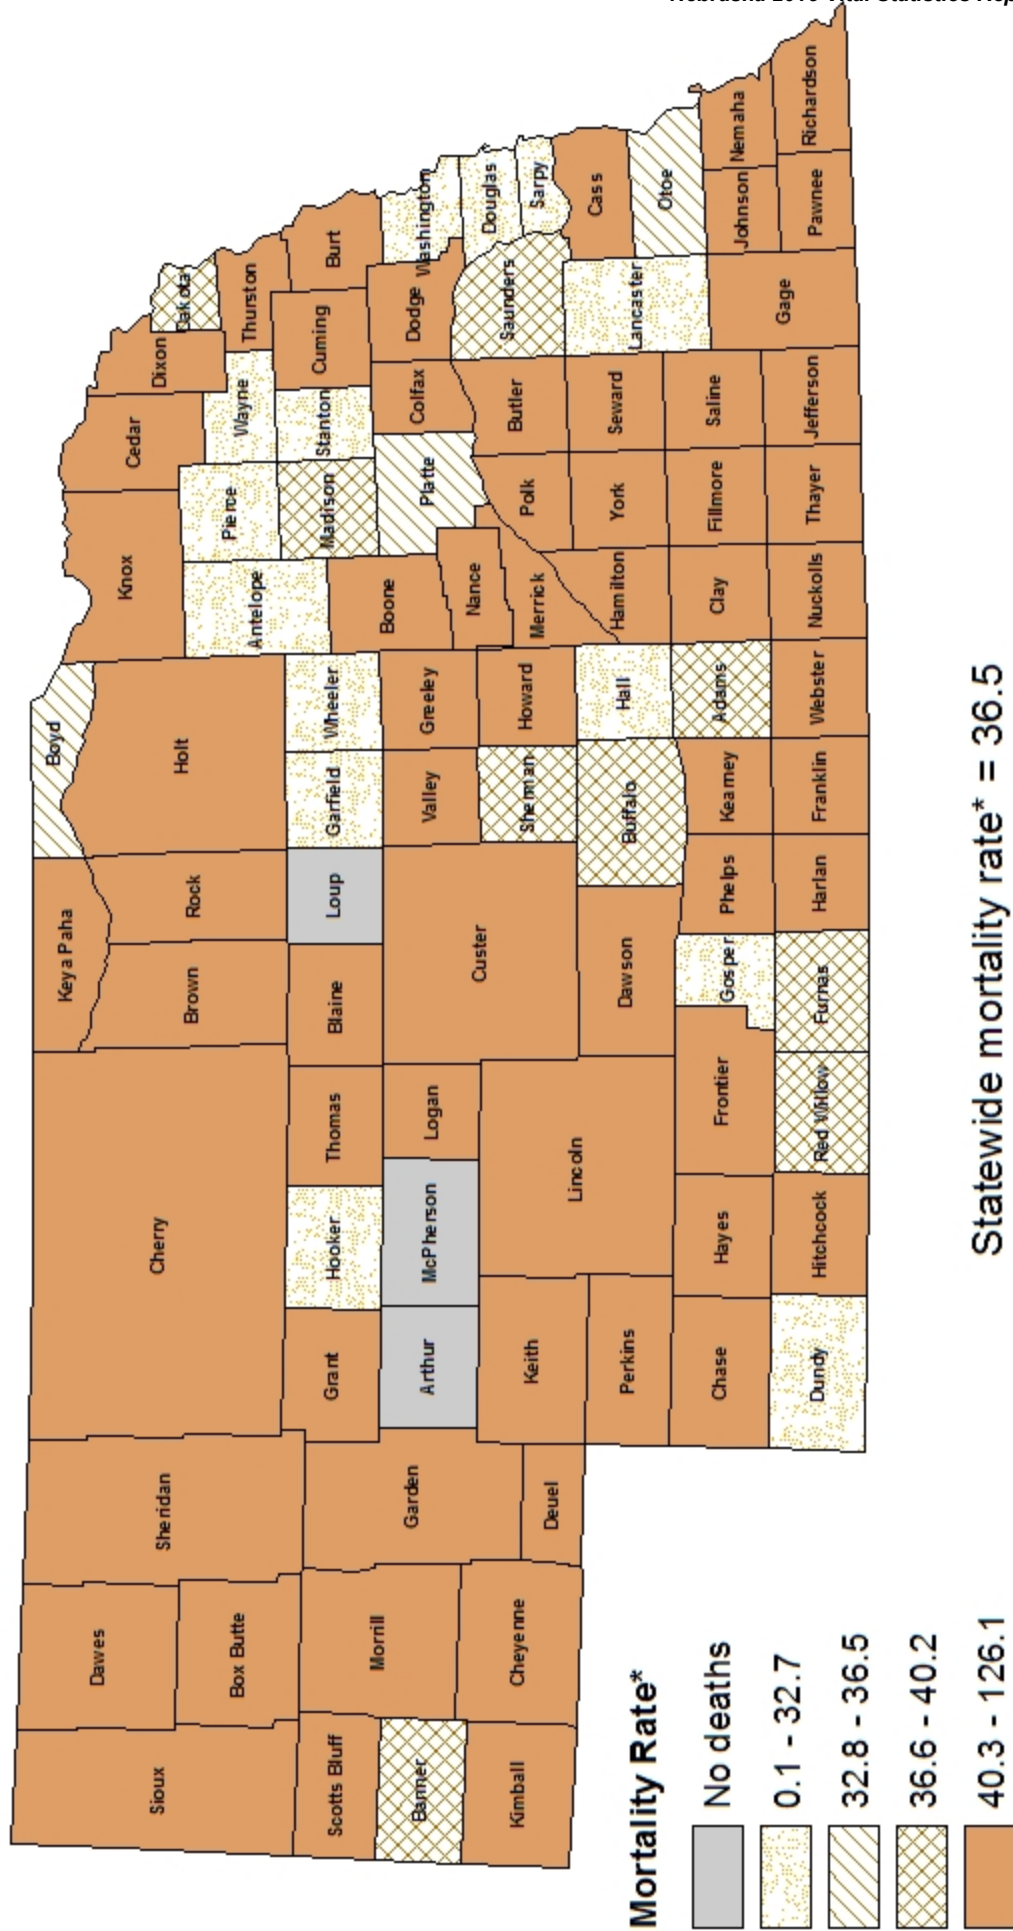 Sioux
Dawes
Box Butte
Sheridan
Scotts Bluff
Banner
Kimball
Morrill
Cheyenne
Garden
Deuel
Cherry
Keya Paha
Boyd
Brown
Rock
Holt
Knox
Cedar
Dixon
Dakota
Thurston
Wayne
Pierce
Antelope
Grant
Hooker
Thomas
Blaine
Loup
Garfield
Wheeler
Boone
Madison
Stanton
Cuming
Burt
Arthur
McPherson
Logan
Custer
Valley
Greeley
Nance
Platte
Colfax
Dodge
Washington
Keith
Lincoln
Sherman
Howard
Merrick
Polk
Butler
Saunders
Douglas
Sarpy
Perkins
Dawson
Buffalo
Hall
Hamilton
York
Seward
Lancaster
Cass
Otoe
Chase
Hayes
Frontier
Gosper
Phelps
Kearney
Adams
Clay
Fillmore
Saline
Gage
Johnson
Nemaha
Dundy
Hitchcock
Red Willow
Furnas
Harlan
Franklin
Webster
Nuckolls
Thayer
Jefferson
Pawnee
Richardson
Mortality Rate*
No deaths
0.1 - 32.7
32.8 - 36.5
36.6 - 40.2
40.3 - 126.1
Statewide mortality rate* = 36.5